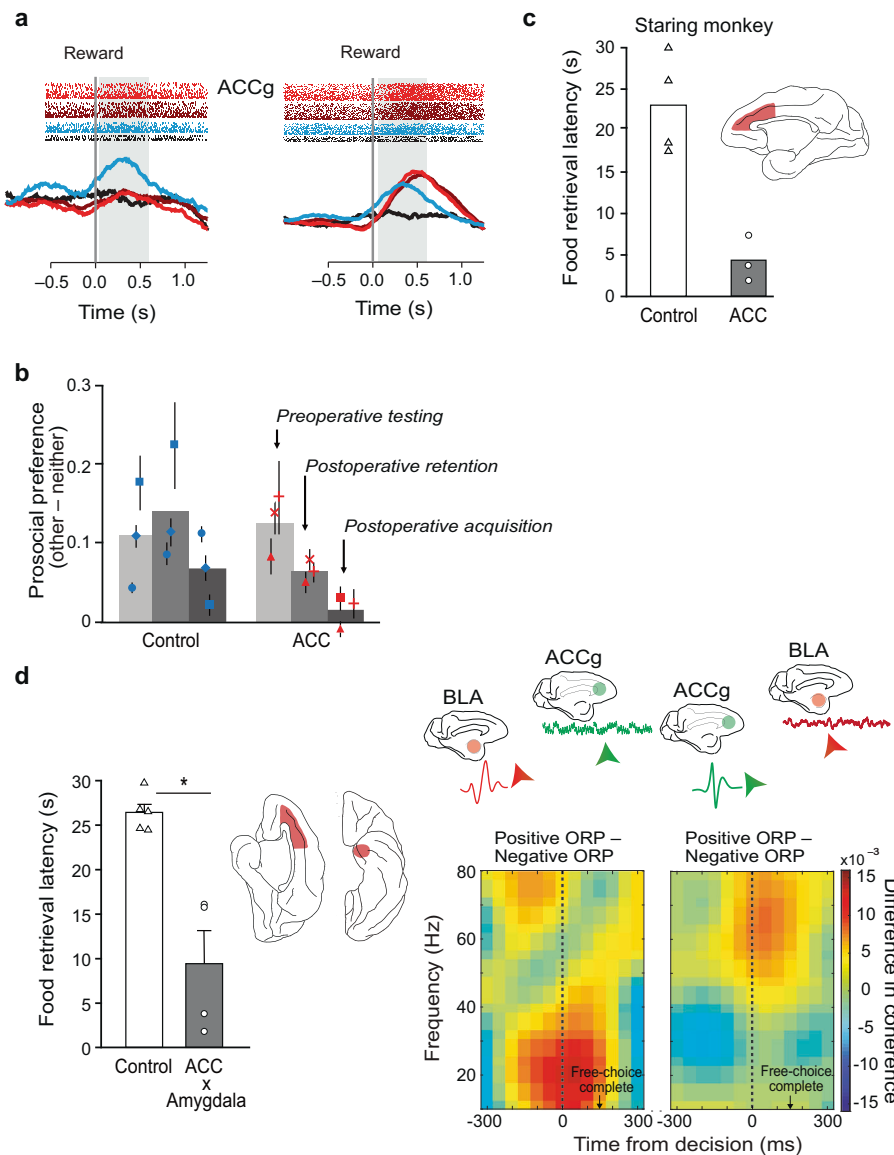 a
Reward
Reward
ACCg
–0.5 0.0 0.5 1.0
–0.5 0.0 0.5 1.0
Time (s)
Time (s)
c
Staring monkey
Food retrieval latency (s)
30
25
20
15
10
5
0
Control
ACC
b
Prosocial preference
(other – neither)
0.3
0.2
0.1
0
Preoperative testing
Postoperative retention
Postoperative acquisition
Control
ACC
d
Food retrieval latency (s)
30
25
20
15
10
5
0
*
Control
ACC
x
Amygdala
BLA
ACCg
ACCg
BLA
Positive ORP –
Negative ORP
Positive ORP –
Negative ORP
Frequency (Hz)
80
60
40
20
Free-choice
complete
Free-choice
complete
-300 0 300
-300 0 300
Time from decision (ms)
x10⁻³
15
10
5
0
-5
-10
-15
Difference in coherence